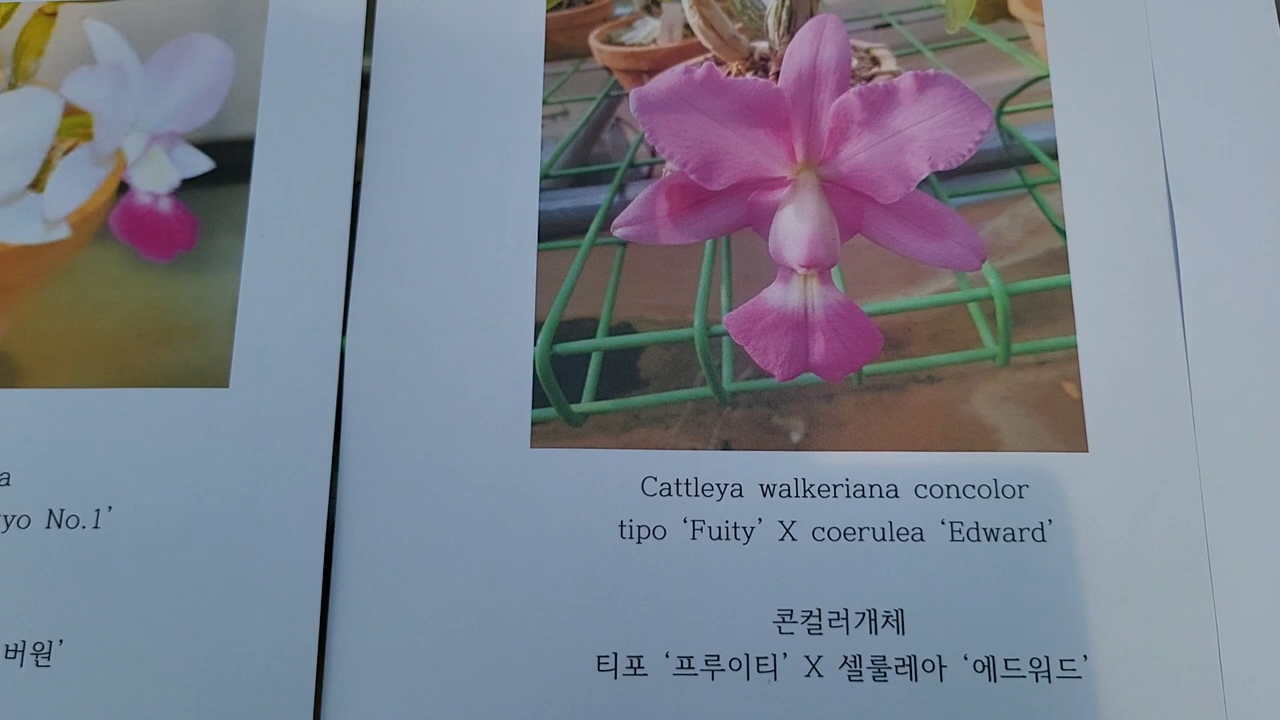 a
yo No.1’
버원’
Cattleya walkeriana concolor
tipo ‘Fuity’ X coerulea ‘Edward’
콘컬러개체
티포 ‘프루이티’ X 셀룰레아 ‘에드워드’